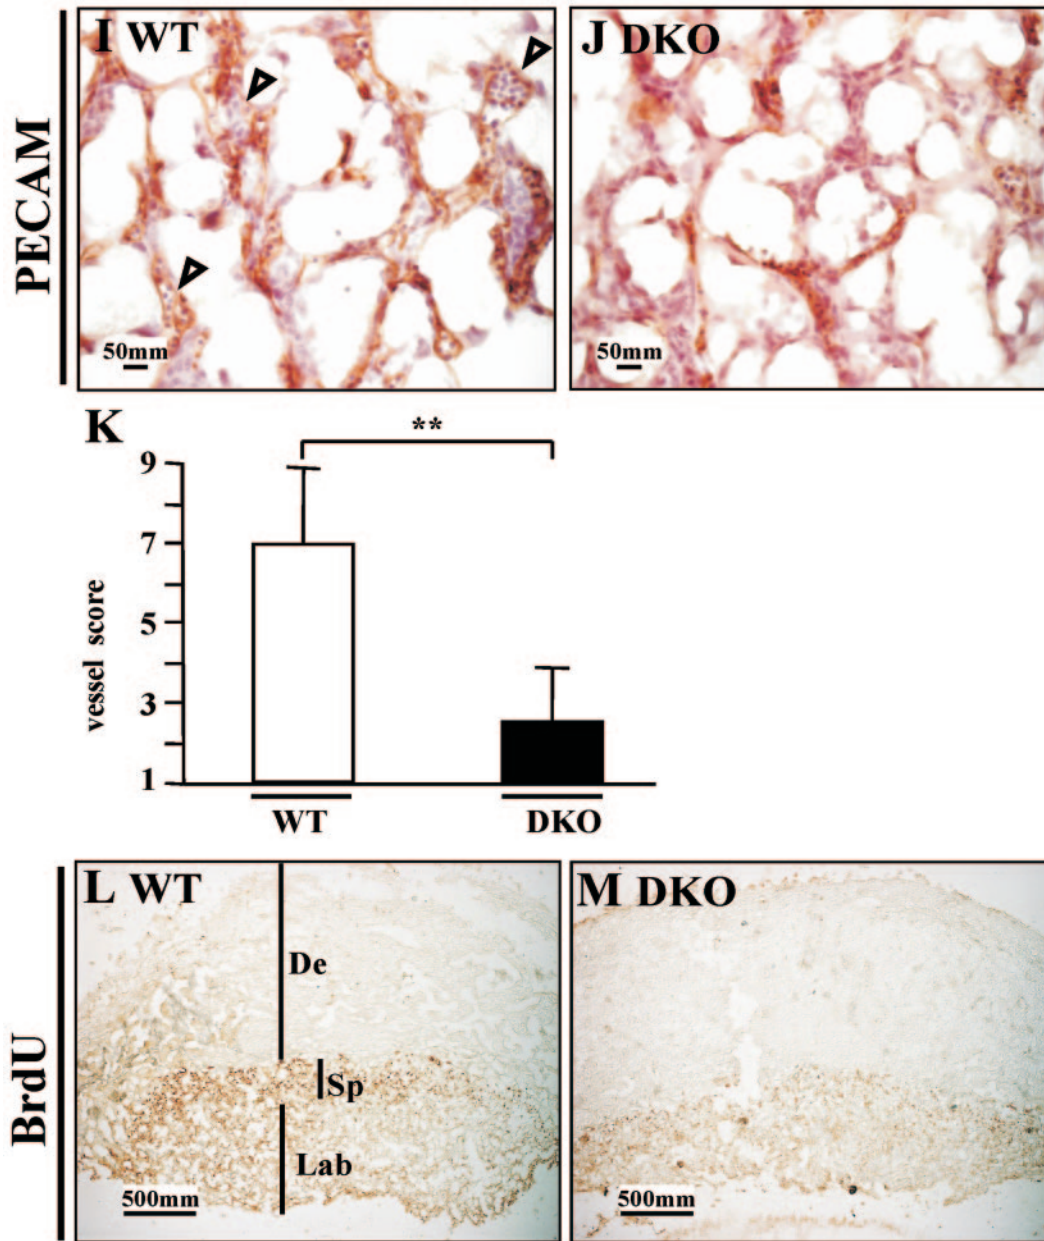 PECAM
I WT
J DKO
50mm
50mm
K
**
9
7
5
3
1
vessel score
WT
DKO
BrdU
L WT
M DKO
De
Sp
Lab
500mm
500mm